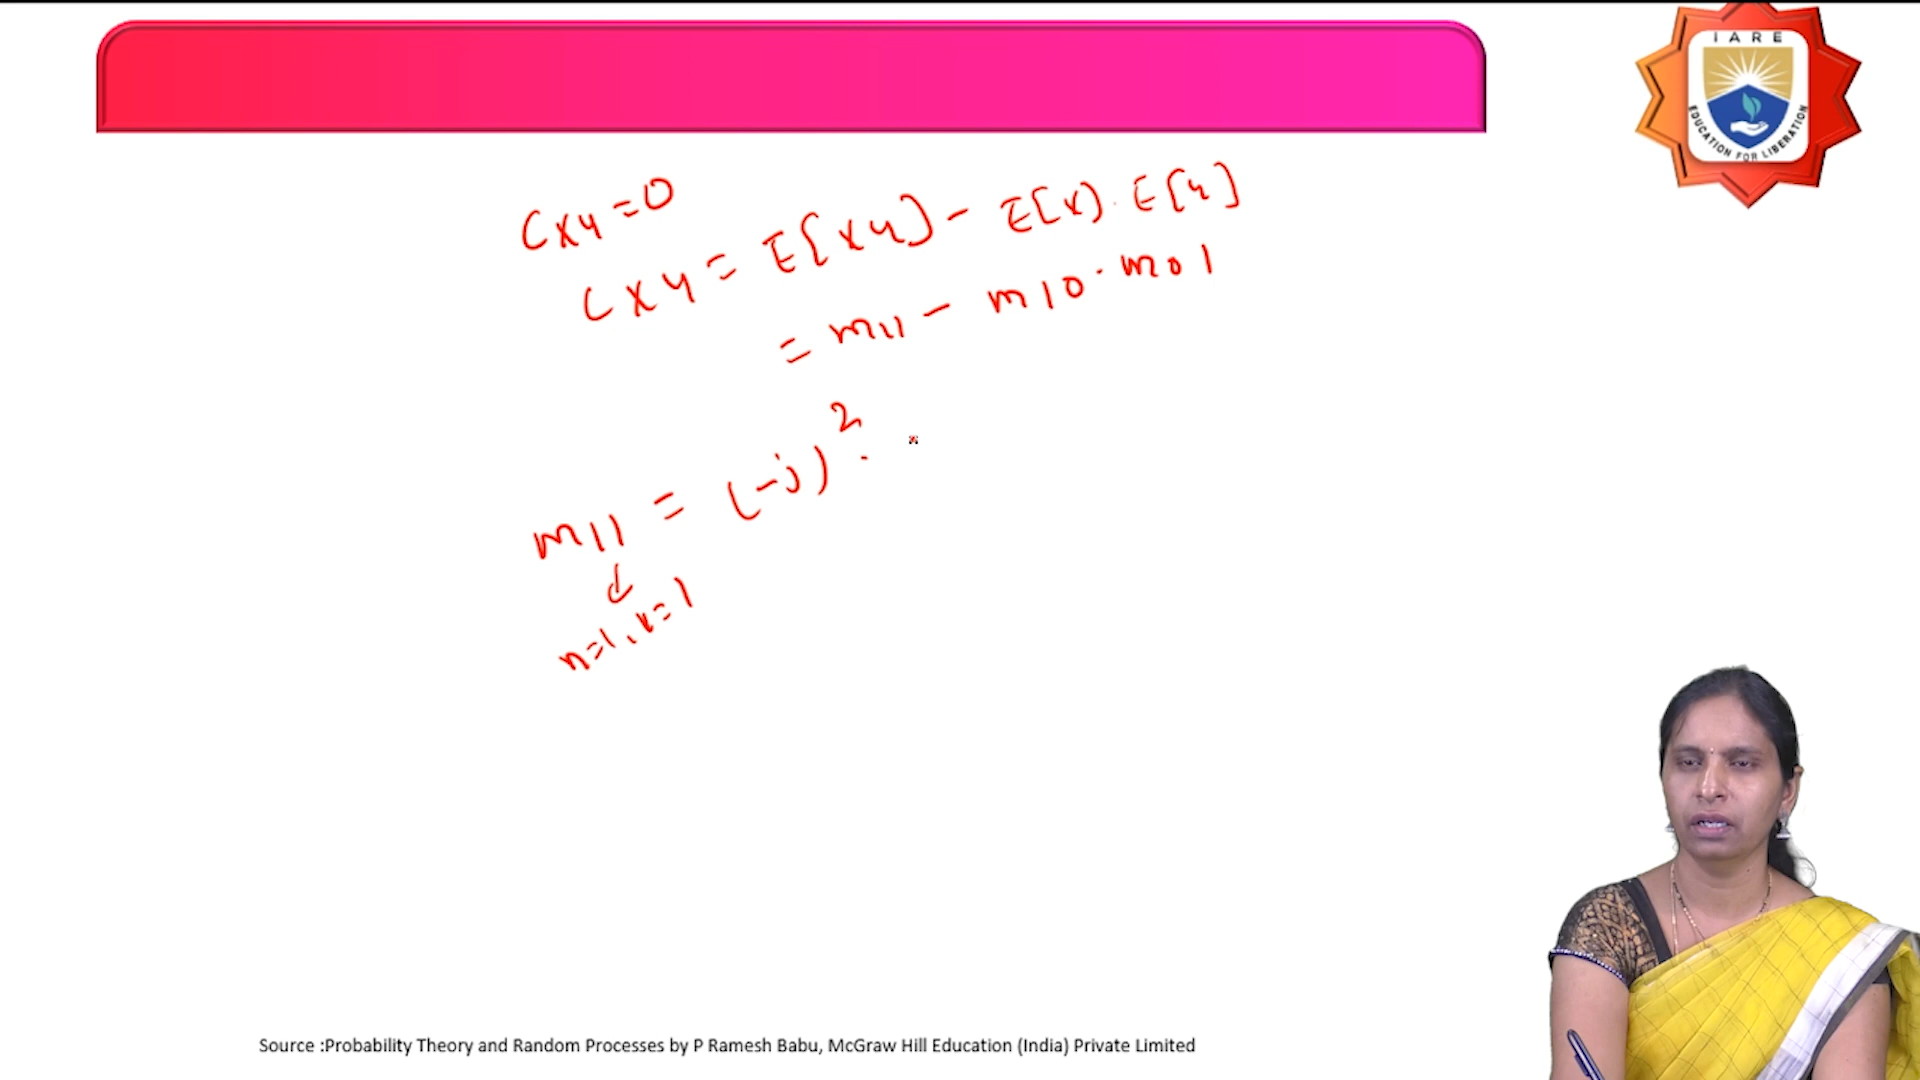 IARE
EDUCATION FOR LIBERATION
CXY = 0
CXY = E[XY] - E[X] . E[Y]
= m11 - m10 . m01
m11 = (-j)² .
n=1, k=1
Source :Probability Theory and Random Processes by P Ramesh Babu, McGraw Hill Education (India) Private Limited